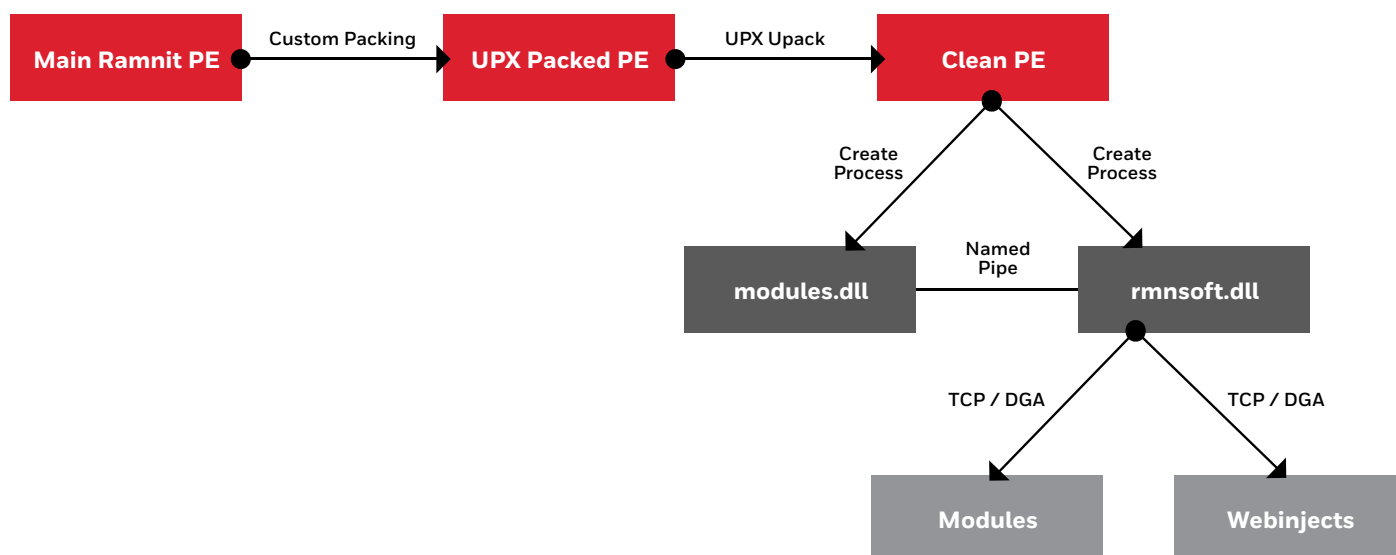 Main Ramnit PE
Custom Packing
UPX Packed PE
UPX Upack
Clean PE
Create
Process
Create
Process
modules.dll
Named
Pipe
rmnsoft.dll
TCP / DGA
TCP / DGA
Modules
Webinjects